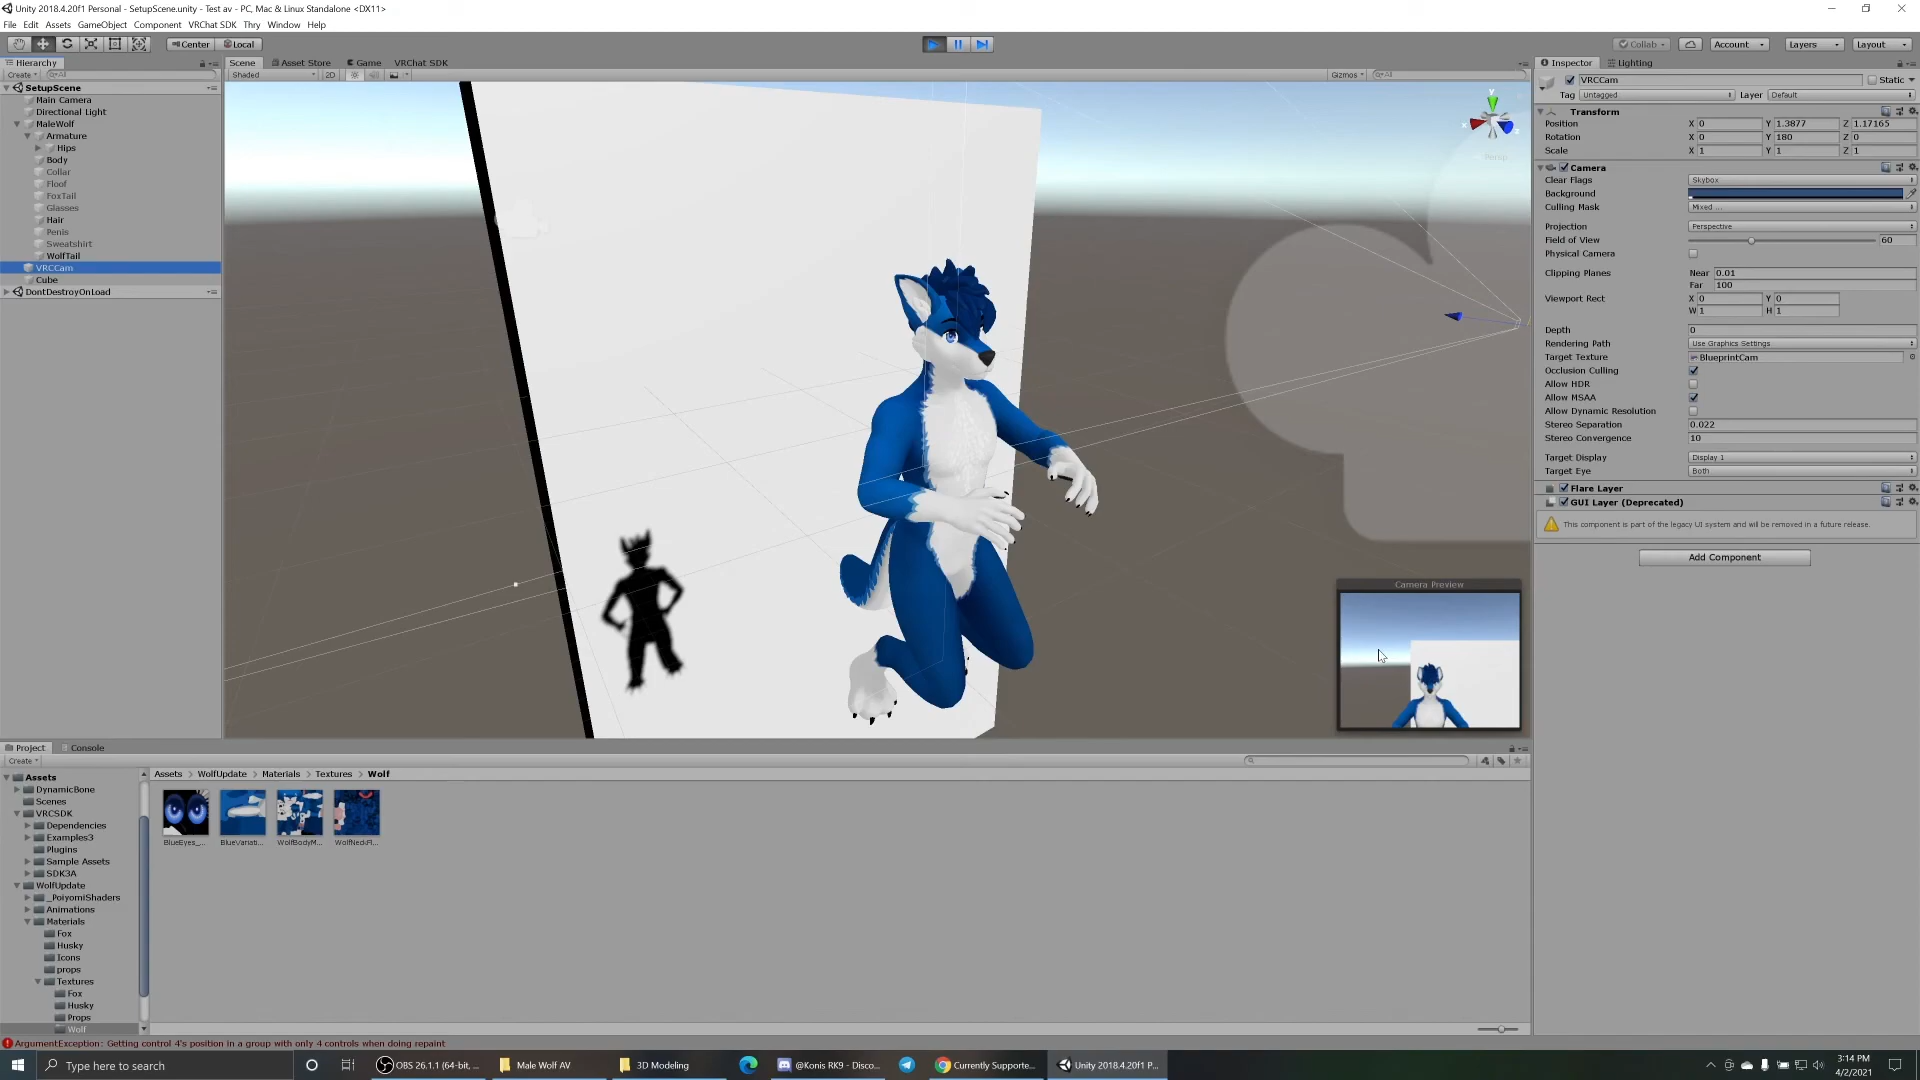 Unity 2018.4.20f1 Personal - SetupScene.unity - Test av - PC, Mac & Linux Standalone <DX11>
File Edit Assets GameObject Component VRChat SDK Thry Window Help
Center Local
Collab Account Layers Layout
Hierarchy
Create All
SetupScene
Main Camera
Directional Light
MaleWolf
Armature
Hips
Body
Collar
Floof
FoxTail
Glasses
Hair
Penis
Sweatshirt
WolfTail
VRCCam
Cube
DontDestroyOnLoad
Scene Asset Store Game VRChat SDK
Shaded 2D Gizmos All
y
x
z
Persp
Camera Preview
Inspector Lighting
VRCCam Static
Tag Untagged Layer Default
Transform
Position X 0 Y 1.3877 Z 1.17165
Rotation X 0 Y 180 Z 0
Scale X 1 Y 1 Z 1
Camera
Clear Flags Skybox
Background
Culling Mask Mixed ...
Projection Perspective
Field of View 60
Physical Camera
Clipping Planes Near 0.01
Far 100
Viewport Rect X 0 Y 0
W 1 H 1
Depth 0
Rendering Path Use Graphics Settings
Target Texture BlueprintCam
Occlusion Culling
Allow HDR
Allow MSAA
Allow Dynamic Resolution
Stereo Separation 0.022
Stereo Convergence 10
Target Display Display 1
Target Eye Both
Flare Layer
GUI Layer (Deprecated)
This component is part of the legacy UI system and will be removed in a future release.
Add Component
Project Console
Create
Assets
DynamicBone
Scenes
VRCSDK
Dependencies
Examples3
Plugins
Sample Assets
SDK3A
WolfUpdate
_PoiyomiShaders
Animations
Materials
Fox
Husky
Icons
props
Textures
Fox
Husky
Props
Wolf
Assets > WolfUpdate > Materials > Textures > Wolf
BlueEyes_... BlueVariati... WolfBodyM... WolfNeckFl...
ArgumentException: Getting control 4's position in a group with only 4 controls when doing repaint
Type here to search
OBS 26.1.1 (64-bit, ... Male Wolf AV 3D Modeling @Konis RK9 - Disco... Currently Supporte... Unity 2018.4.20f1 P...
3:14 PM
4/2/2021